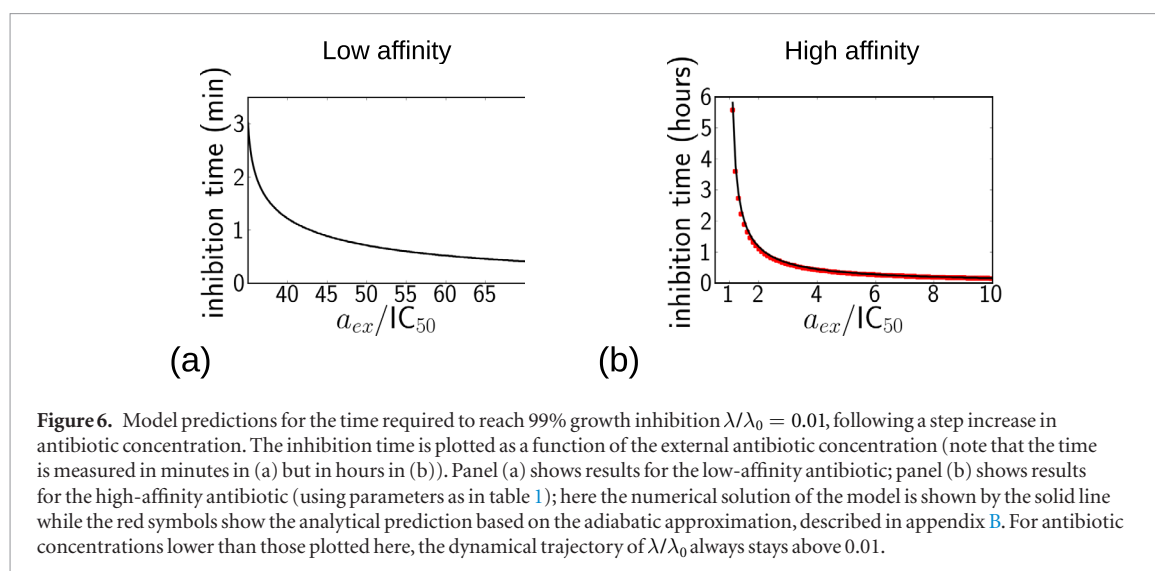 Low affinity
inhibition time (min)
3
2
1
0
40 45 50 55 60 65
a_ex/IC50
(a)
High affinity
inhibition time (hours)
6
5
4
3
2
1
0
1 2 4 6 8 10
a_ex/IC50
(b)
Figure 6. Model predictions for the time required to reach 99% growth inhibition λ/λ0 = 0.01, following a step increase in
antibiotic concentration. The inhibition time is plotted as a function of the external antibiotic concentration (note that the time
is measured in minutes in (a) but in hours in (b)). Panel (a) shows results for the low-affinity antibiotic; panel (b) shows results
for the high-affinity antibiotic (using parameters as in table 1); here the numerical solution of the model is shown by the solid line
while the red symbols show the analytical prediction based on the adiabatic approximation, described in appendix B. For antibiotic
concentrations lower than those plotted here, the dynamical trajectory of λ/λ0 always stays above 0.01.